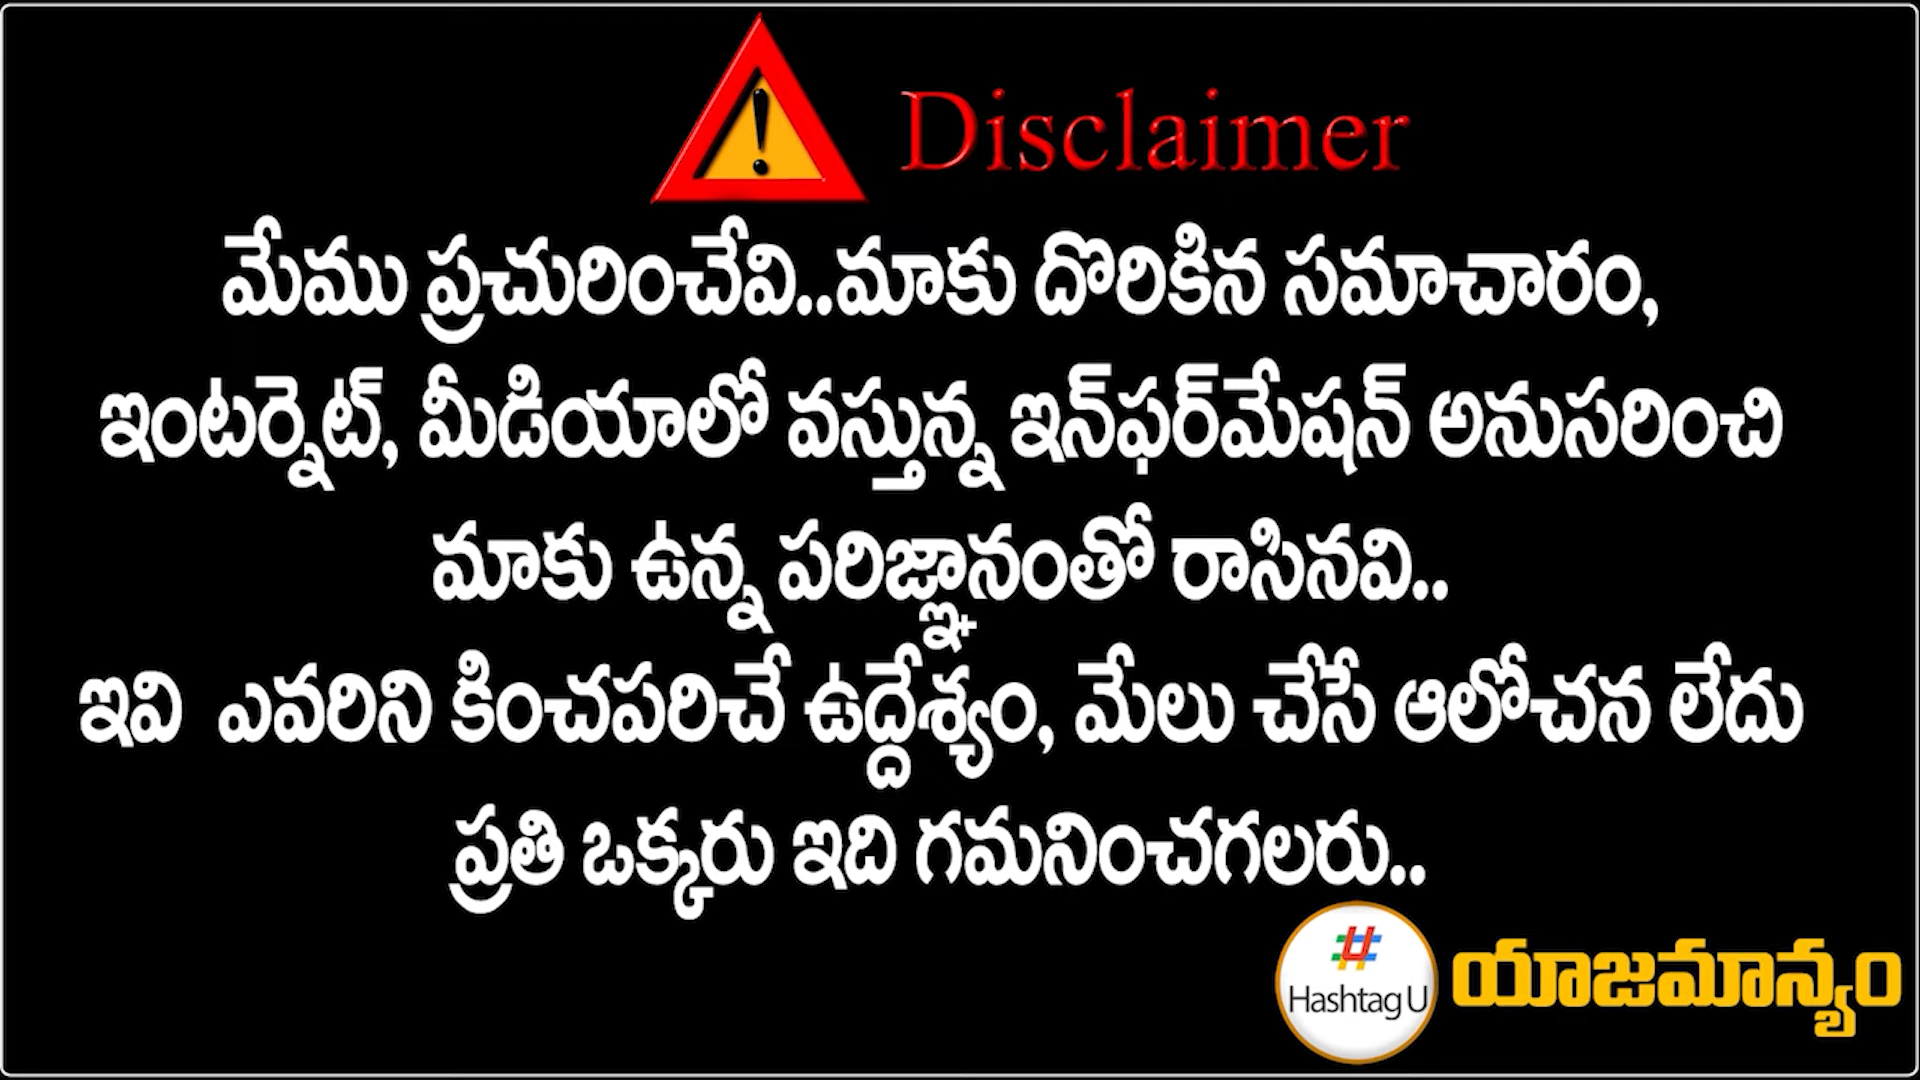 Disclaimer
మేము ప్రచురించేవి..మాకు దొరికిన సమాచారం,
ఇంటర్నెట్, మీడియాలో వస్తున్న ఇన్‌ఫర్‌మేషన్ అనుసరించి
మాకు ఉన్న పరిజ్ఞానంతో రాసినవి..
ఇవి ఎవరిని కించపరిచే ఉద్దేశ్యం, మేలు చేసే ఆలోచన లేదు
ప్రతి ఒక్కరు ఇది గమనించగలరు..
Hashtag U యాజమాన్యం